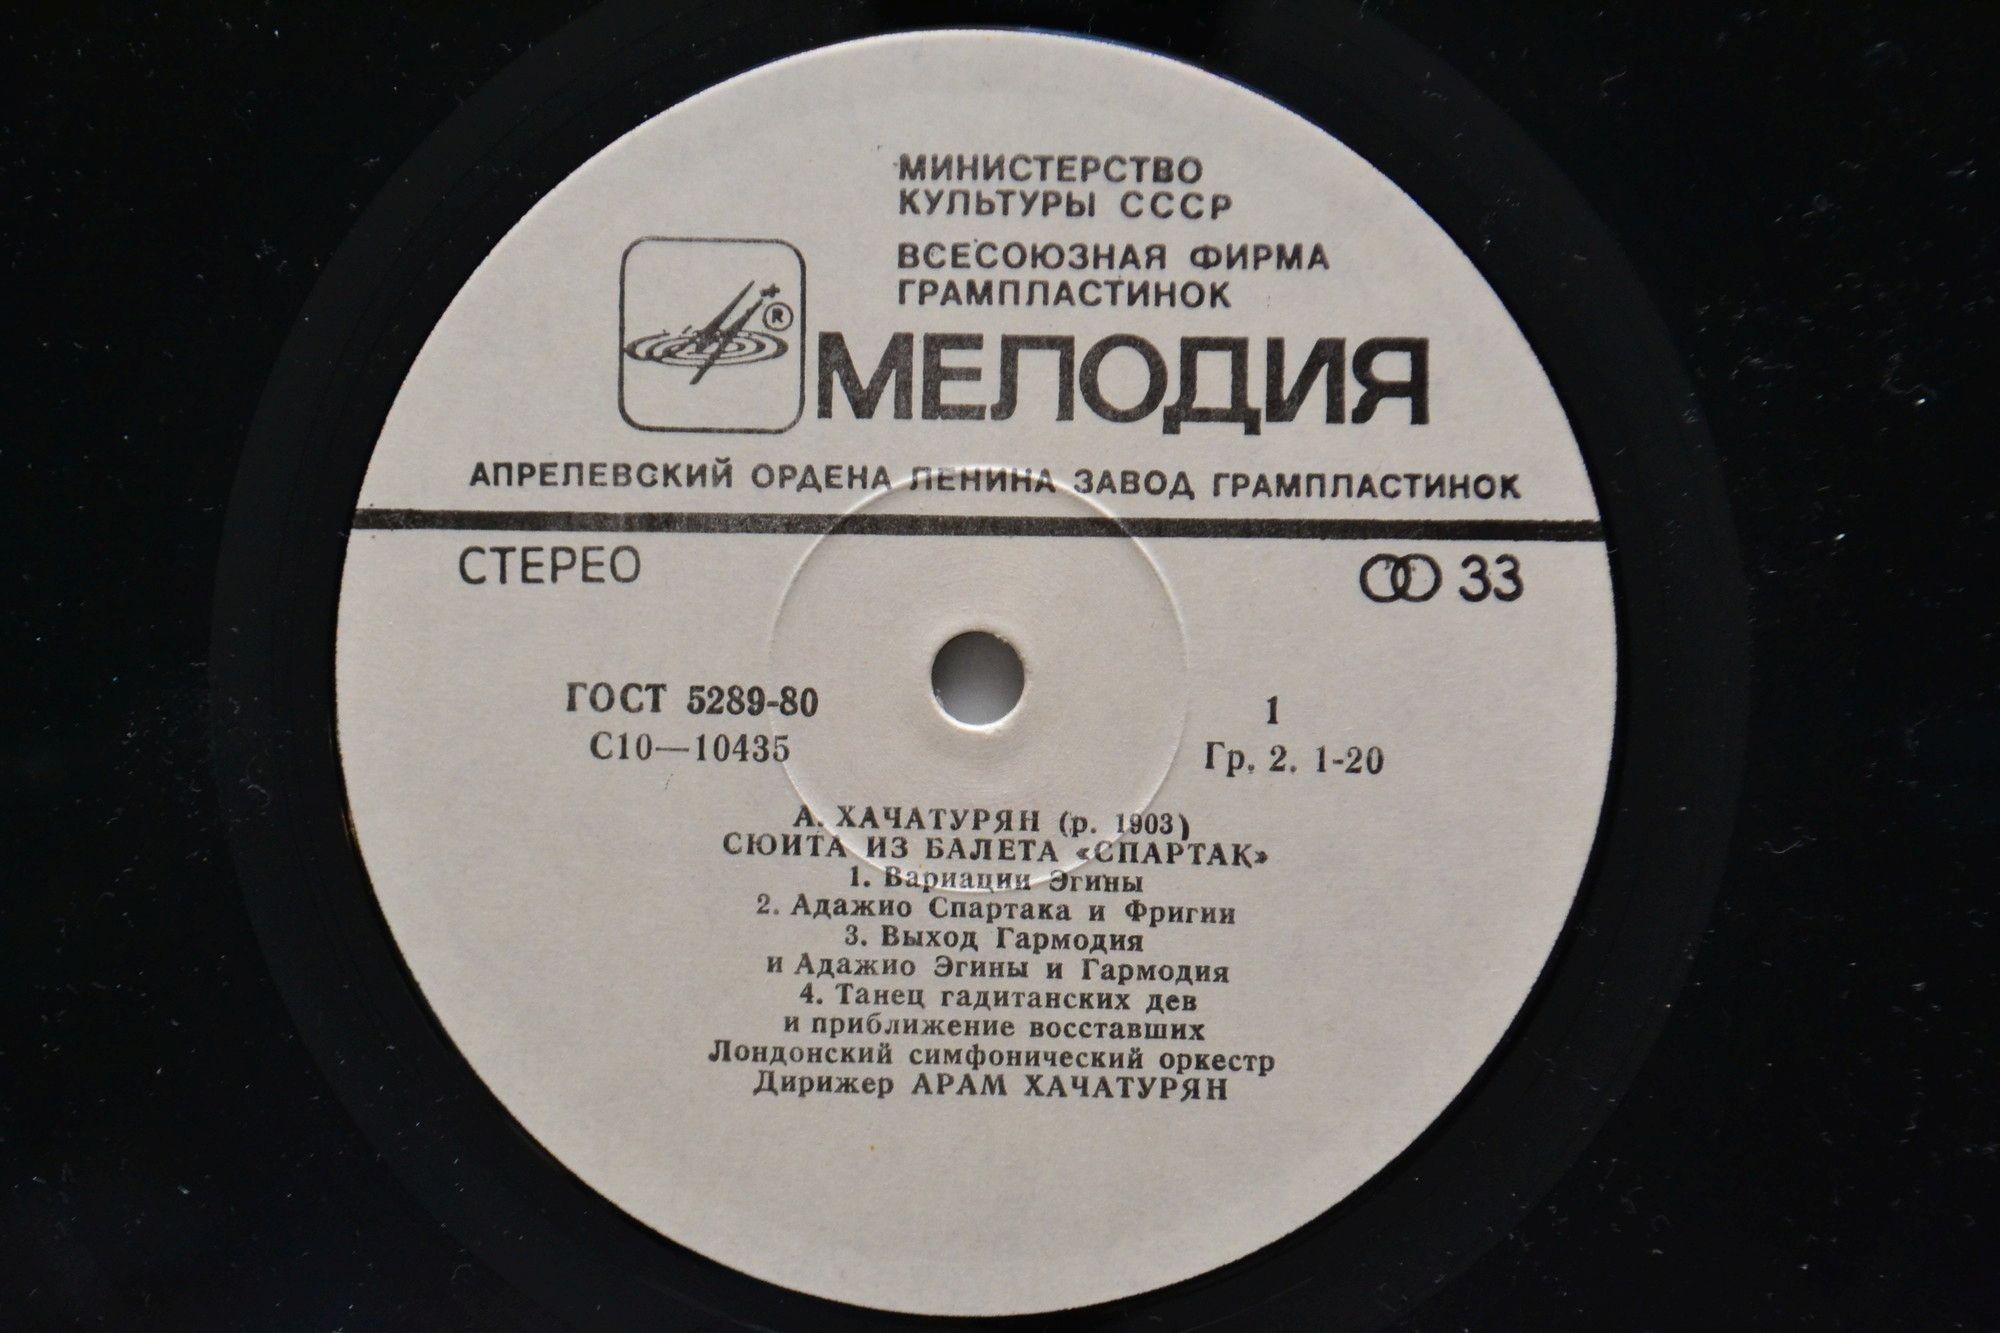 МИНИСТЕРСТВО
КУЛЬТУРЫ СССР
ВСЕСОЮЗНАЯ ФИРМА
ГРАМПЛАСТИНОК
®
МЕЛОДИЯ
АПРЕЛЕВСКИЙ ОРДЕНА ЛЕНИНА ЗАВОД ГРАМПЛАСТИНОК
СТЕРЕО
33
ГОСТ 5289-80
С10—10435
1
Гр. 2. 1-20
А. ХАЧАТУРЯН (р. 1903)
СЮИТА ИЗ БАЛЕТА «СПАРТАК»
1. Вариации Эгины
2. Адажио Спартака и Фригии
3. Выход Гармодия
и Адажио Эгины и Гармодия
4. Танец гадитанских дев
и приближение восставших
Лондонский симфонический оркестр
Дирижер АРАМ ХАЧАТУРЯН